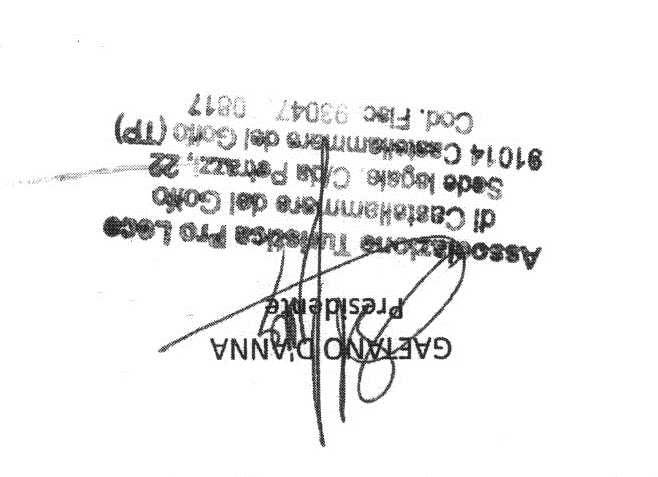 GAETANO D'ANNA
Presidente
Associazione Turistica Pro Loco
di Castellammare del Golfo
Sede legale C/da Petrazzi, 22
91014 Castellammare del Golfo (TP)
Cod. Fisc. 93047 0817